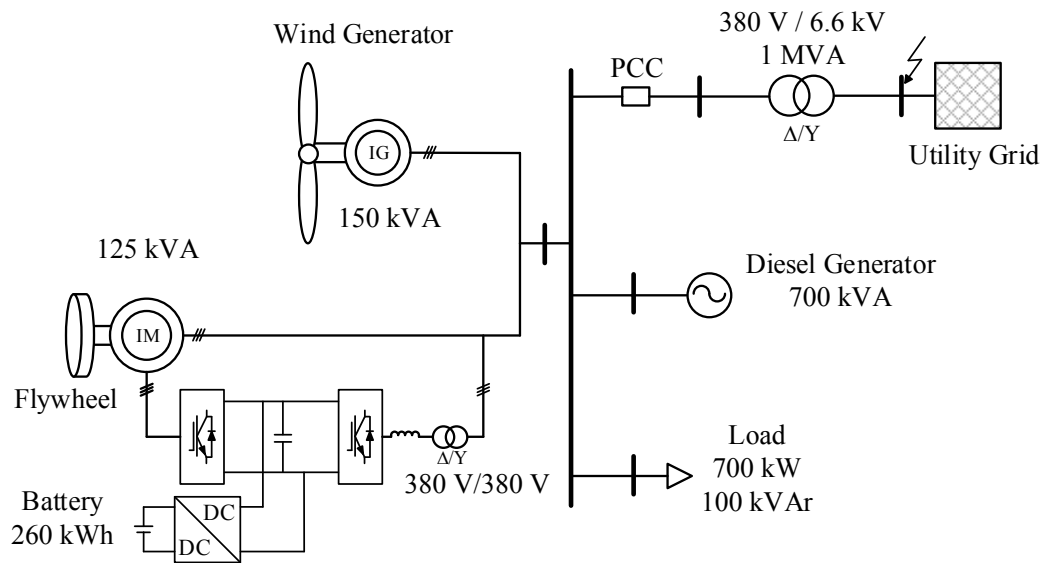 Wind Generator
IG
150 kVA
125 kVA
IM
Flywheel
Δ/Y
380 V/380 V
Battery
260 kWh
DC
DC
380 V / 6.6 kV
1 MVA
PCC
Δ/Y
Utility Grid
Diesel Generator
700 kVA
Load
700 kW
100 kVAr